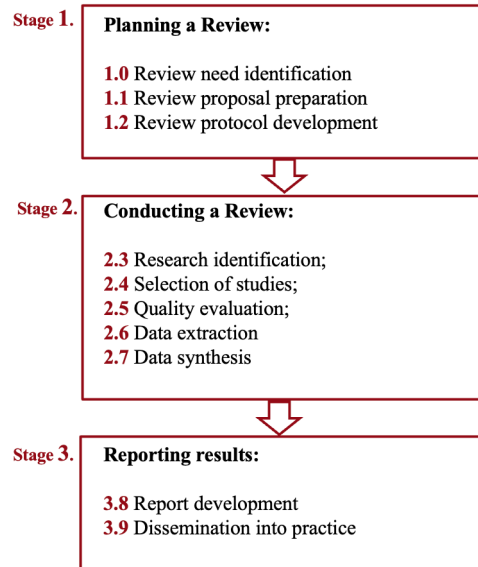 Stage 1.
Planning a Review:
1.0 Review need identification
1.1 Review proposal preparation
1.2 Review protocol development
Stage 2.
Conducting a Review:
2.3 Research identification;
2.4 Selection of studies;
2.5 Quality evaluation;
2.6 Data extraction
2.7 Data synthesis
Stage 3.
Reporting results:
3.8 Report development
3.9 Dissemination into practice